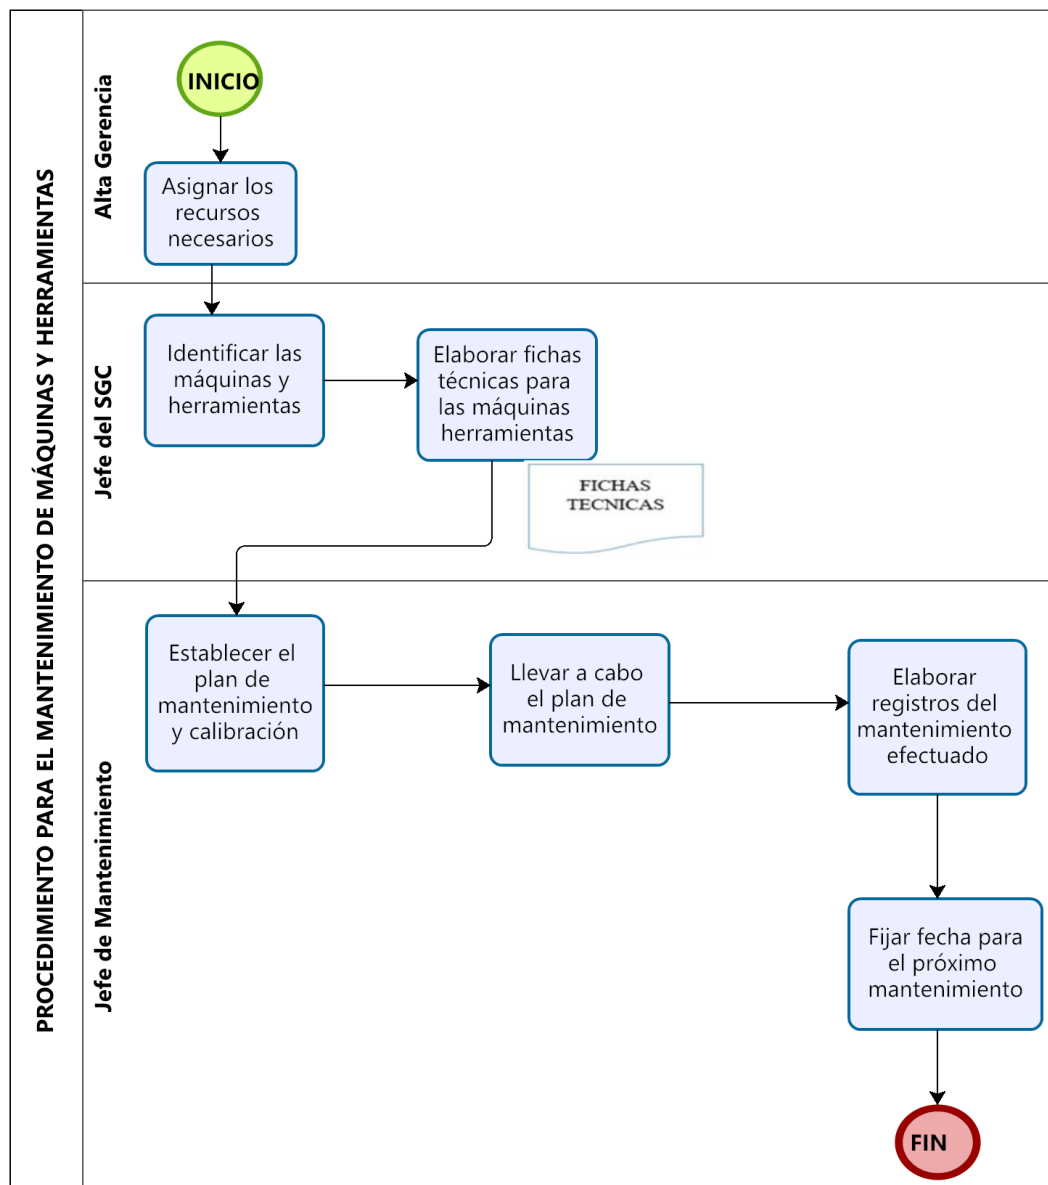 PROCEDIMIENTO PARA EL MANTENIMIENTO DE MÁQUINAS Y HERRAMIENTAS
Alta Gerencia
INICIO
Asignar los
recursos
necesarios
Jefe del SGC
Identificar las
máquinas y
herramientas
Elaborar fichas
técnicas para
las máquinas
herramientas
FICHAS
TECNICAS
Jefe de Mantenimiento
Establecer el
plan de
mantenimiento
y calibración
Llevar a cabo
el plan de
mantenimiento
Elaborar
registros del
mantenimiento
efectuado
Fijar fecha para
el próximo
mantenimiento
FIN